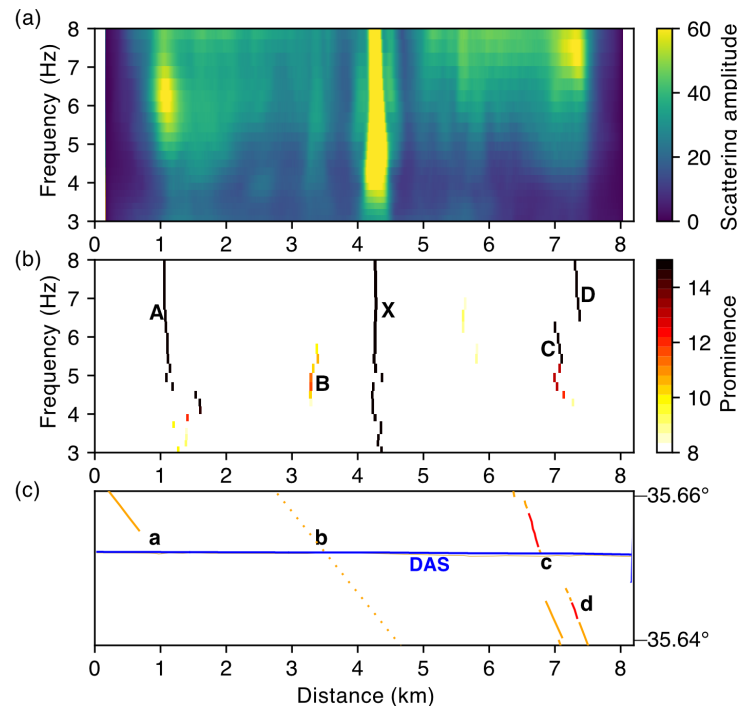 (a)
8
7
6
5
4
3
Frequency (Hz)
0 1 2 3 4 5 6 7 8
60
40
20
0
Scattering amplitude
(b)
8
7
6
5
4
3
Frequency (Hz)
A
B
X
C
D
0 1 2 3 4 5 6 7 8
14
12
10
8
Prominence
(c)
a
b
c
d
DAS
−35.66°
−35.64°
0 1 2 3 4 5 6 7 8
Distance (km)